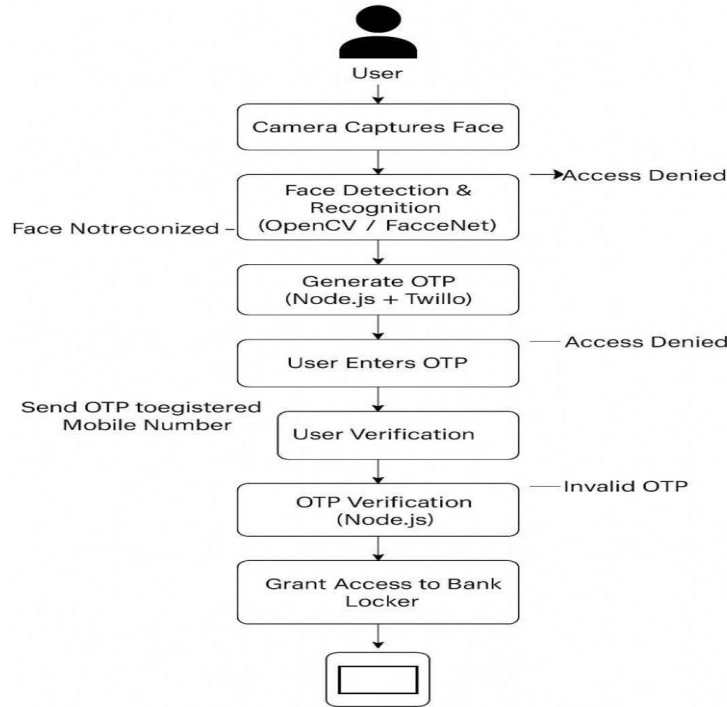 User
Camera Captures Face
Access Denied
Face Detection &
Recognition
(OpenCV / FacceNet)
Face Notreconized
Generate OTP
(Node.js + Twillo)
Access Denied
User Enters OTP
Send OTP toegistered
Mobile Number
User Verification
Invalid OTP
OTP Verification
(Node.js)
Grant Access to Bank
Locker